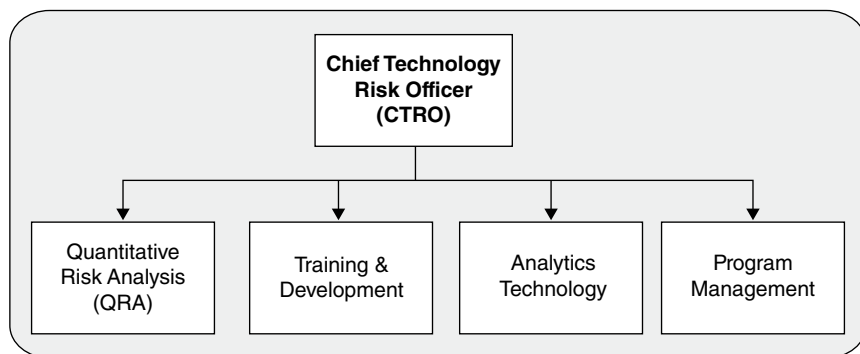 Chief Technology
Risk Officer
(CTRO)
Quantitative
Risk Analysis
(QRA)
Training &
Development
Analytics
Technology
Program
Management